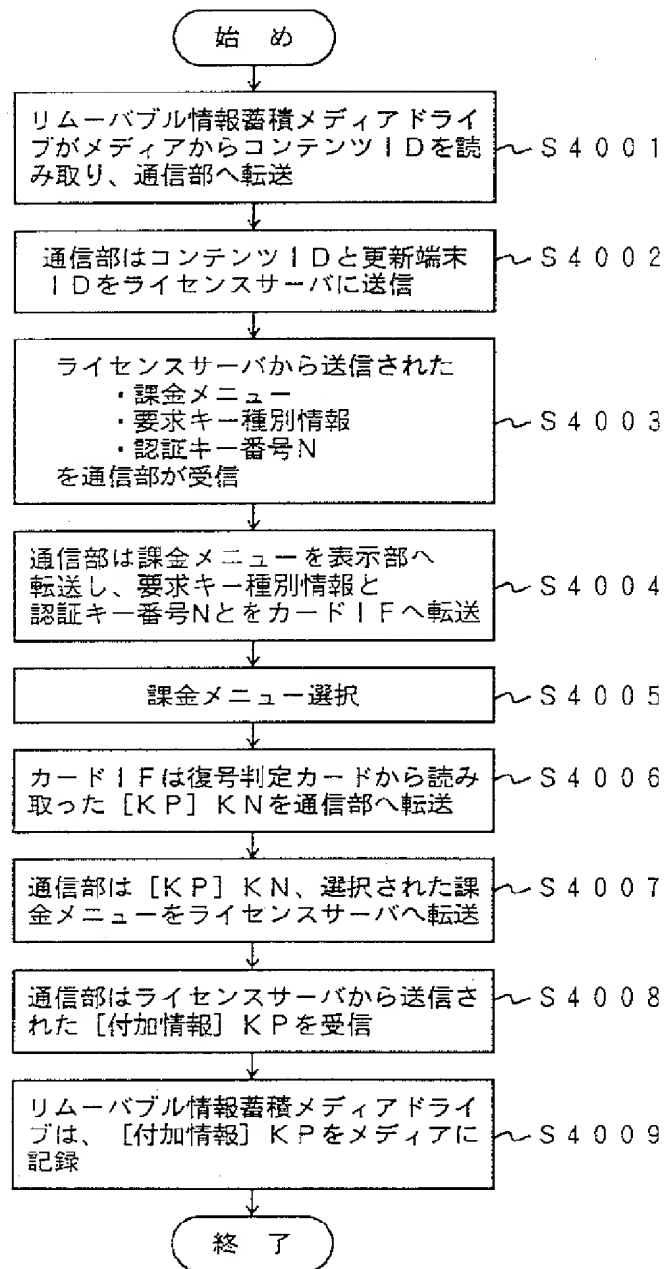 始 め
リムーバブル情報蓄積メディアドライ
ブがメディアからコンテンツIDを読
み取り、通信部へ転送
S4001
通信部はコンテンツIDと更新端末
IDをライセンスサーバに送信
S4002
ライセンスサーバから送信された
・課金メニュー
・要求キー種別情報
・認証キー番号N
を通信部が受信
S4003
通信部は課金メニューを表示部へ
転送し、要求キー種別情報と
認証キー番号NとをカードIFへ転送
S4004
課金メニュー選択
S4005
カードIFは復号判定カードから読み
取った[KP]KNを通信部へ転送
S4006
通信部は[KP]KN、選択された課
金メニューをライセンスサーバへ転送
S4007
通信部はライセンスサーバから送信さ
れた[付加情報]KPを受信
S4008
リムーバブル情報蓄積メディアドライ
ブは、[付加情報]KPをメディアに
記録
S4009
終 了